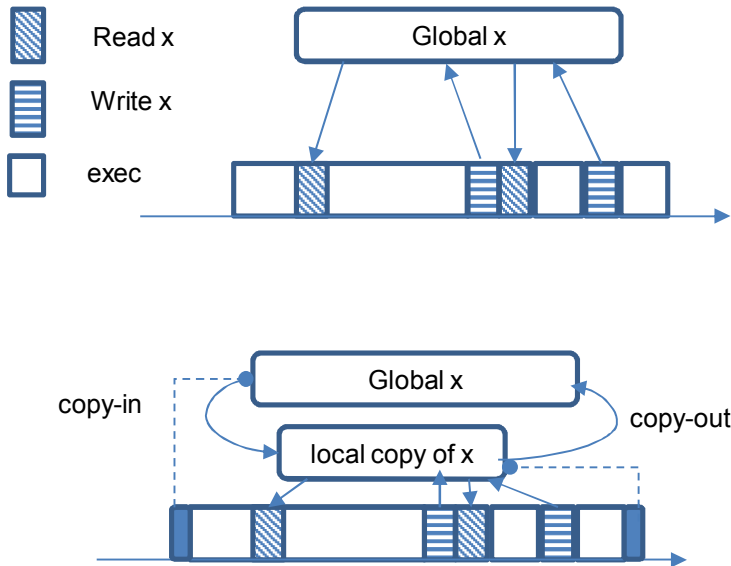 Read x
Global x
Write x
exec
Global x
copy-in
copy-out
local copy of x